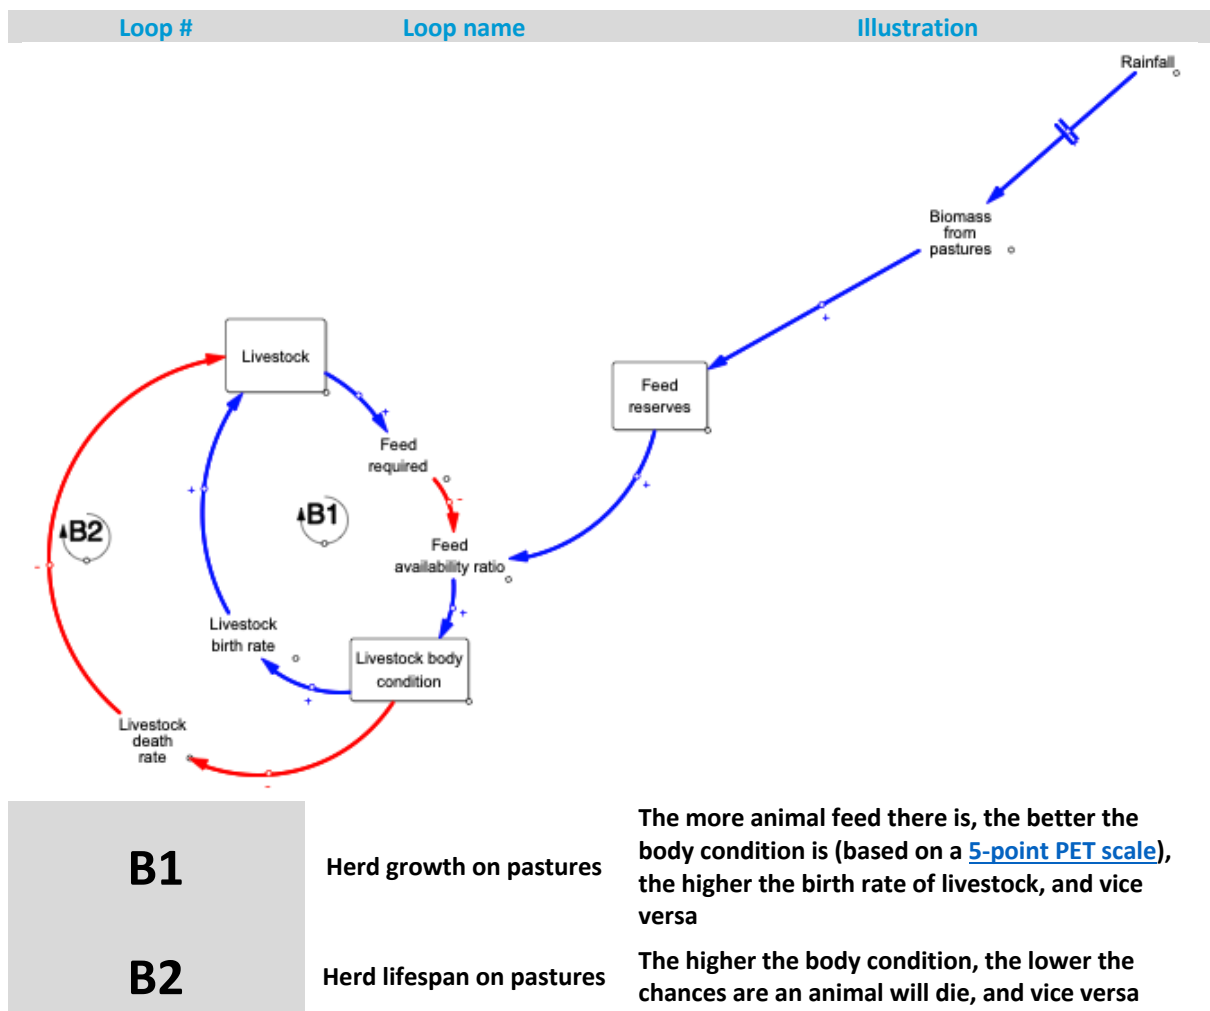 Loop # Loop name Illustration
Rainfall
Biomass
from
pastures
+
Livestock
Feed
reserves
+
Feed
required
-
+
+
B1
B2
-
Feed
availability ratio
+
Livestock
birth rate
Livestock body
condition
+
Livestock
death
rate
-
B1
Herd growth on pastures
The more animal feed there is, the better the
body condition is (based on a 5-point PET scale),
the higher the birth rate of livestock, and vice
versa
B2
Herd lifespan on pastures
The higher the body condition, the lower the
chances are an animal will die, and vice versa